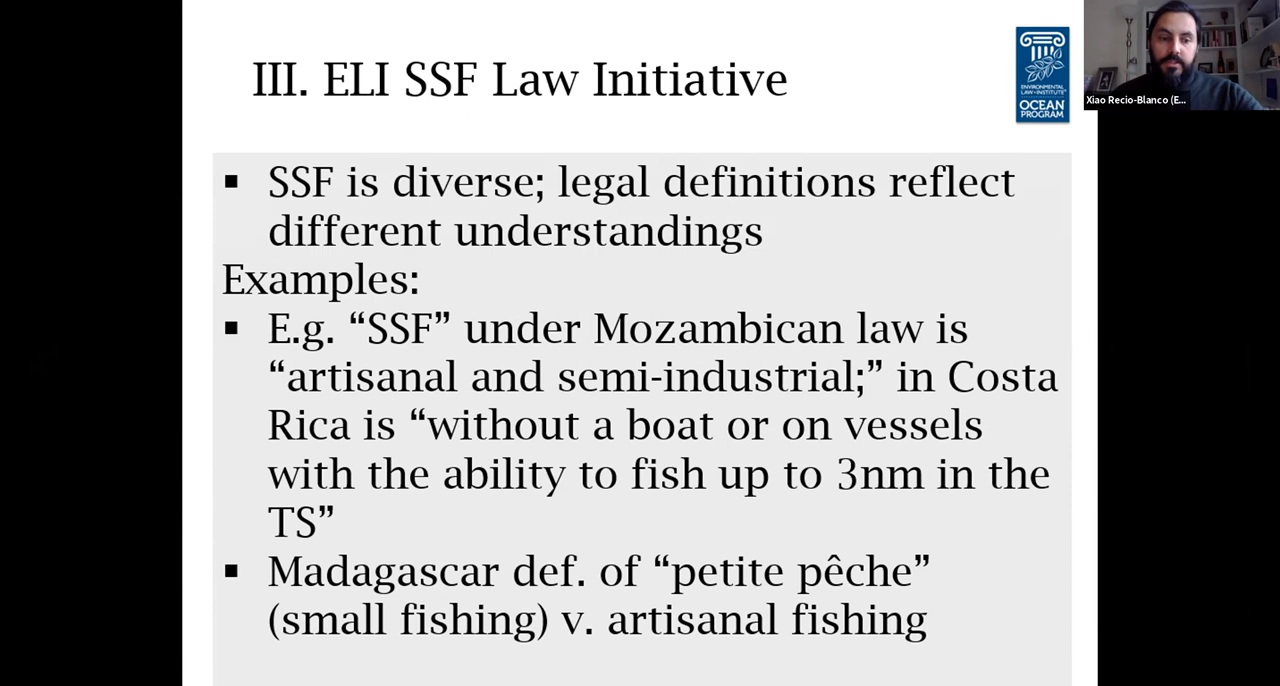 III. ELI SSF Law Initiative
ENVIRONMENTAL
LAW • INSTITUTE®
OCEAN
PROGRAM
Xiao Recio-Blanco (E...
▪ SSF is diverse; legal definitions reflect
different understandings
Examples:
▪ E.g. “SSF” under Mozambican law is
“artisanal and semi-industrial;” in Costa
Rica is “without a boat or on vessels
with the ability to fish up to 3nm in the
TS”
▪ Madagascar def. of “petite pêche”
(small fishing) v. artisanal fishing